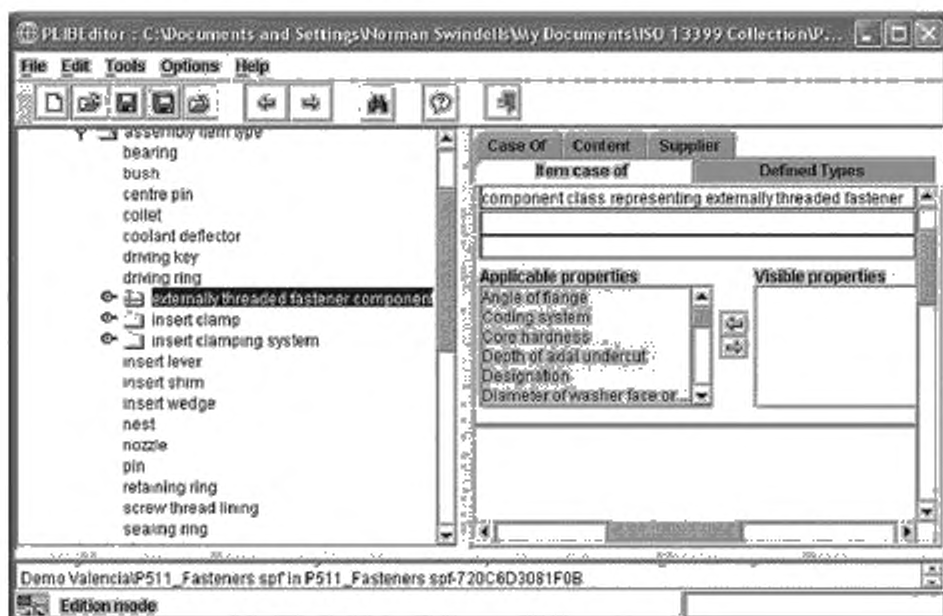 PLIBEditor : C:\Documents and Settings\Norman Swindells\My Documents\ISO 13399 Collection\P...
File Edit Tools Options Help
assembly item type
bearing
bush
centre pin
collet
coolant deflector
driving key
driving ring
externally threaded fastener component
insert clamp
insert clamping system
insert lever
insert shim
insert wedge
nest
nozzle
pin
retaining ring
screw thread lining
sealing ring
Case Of Content Supplier
Item case of Defined Types
component class representing externally threaded fastener
Applicable properties Visible properties
Angle of flange
Coding system
Core hardness
Depth of axial undercut
Designation
Diameter of washer face or ...
Demo Valencia\P511_Fasteners spf in P511_Fasteners spf-720C6D3081F0B
Edition mode